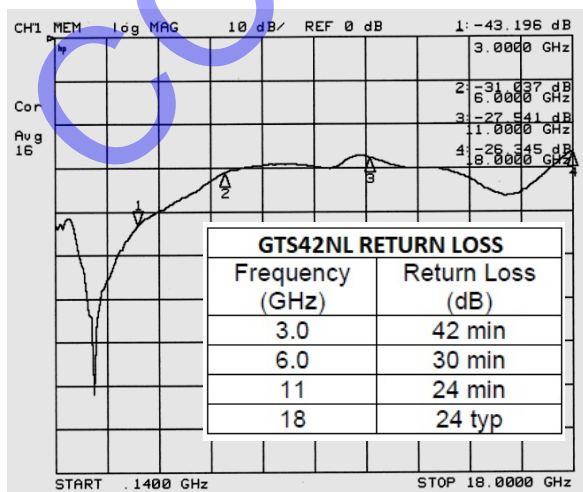 CH1 MEM log MAG 10 dB/ REF 0 dB 1:-43.196 dB
hp
3.0000 GHz
2:-31.037 dB
6.0000 GHz
3:-27.541 dB
11.0000 GHz
4:-26.345 dB
18.0000 GHz
Cor
Avg
16
1
2
3
4
GTS42NL RETURN LOSS
Frequency (GHz) Return Loss (dB)
3.0 42 min
6.0 30 min
11 24 min
18 24 typ
START .1400 GHz STOP 18.0000 GHz